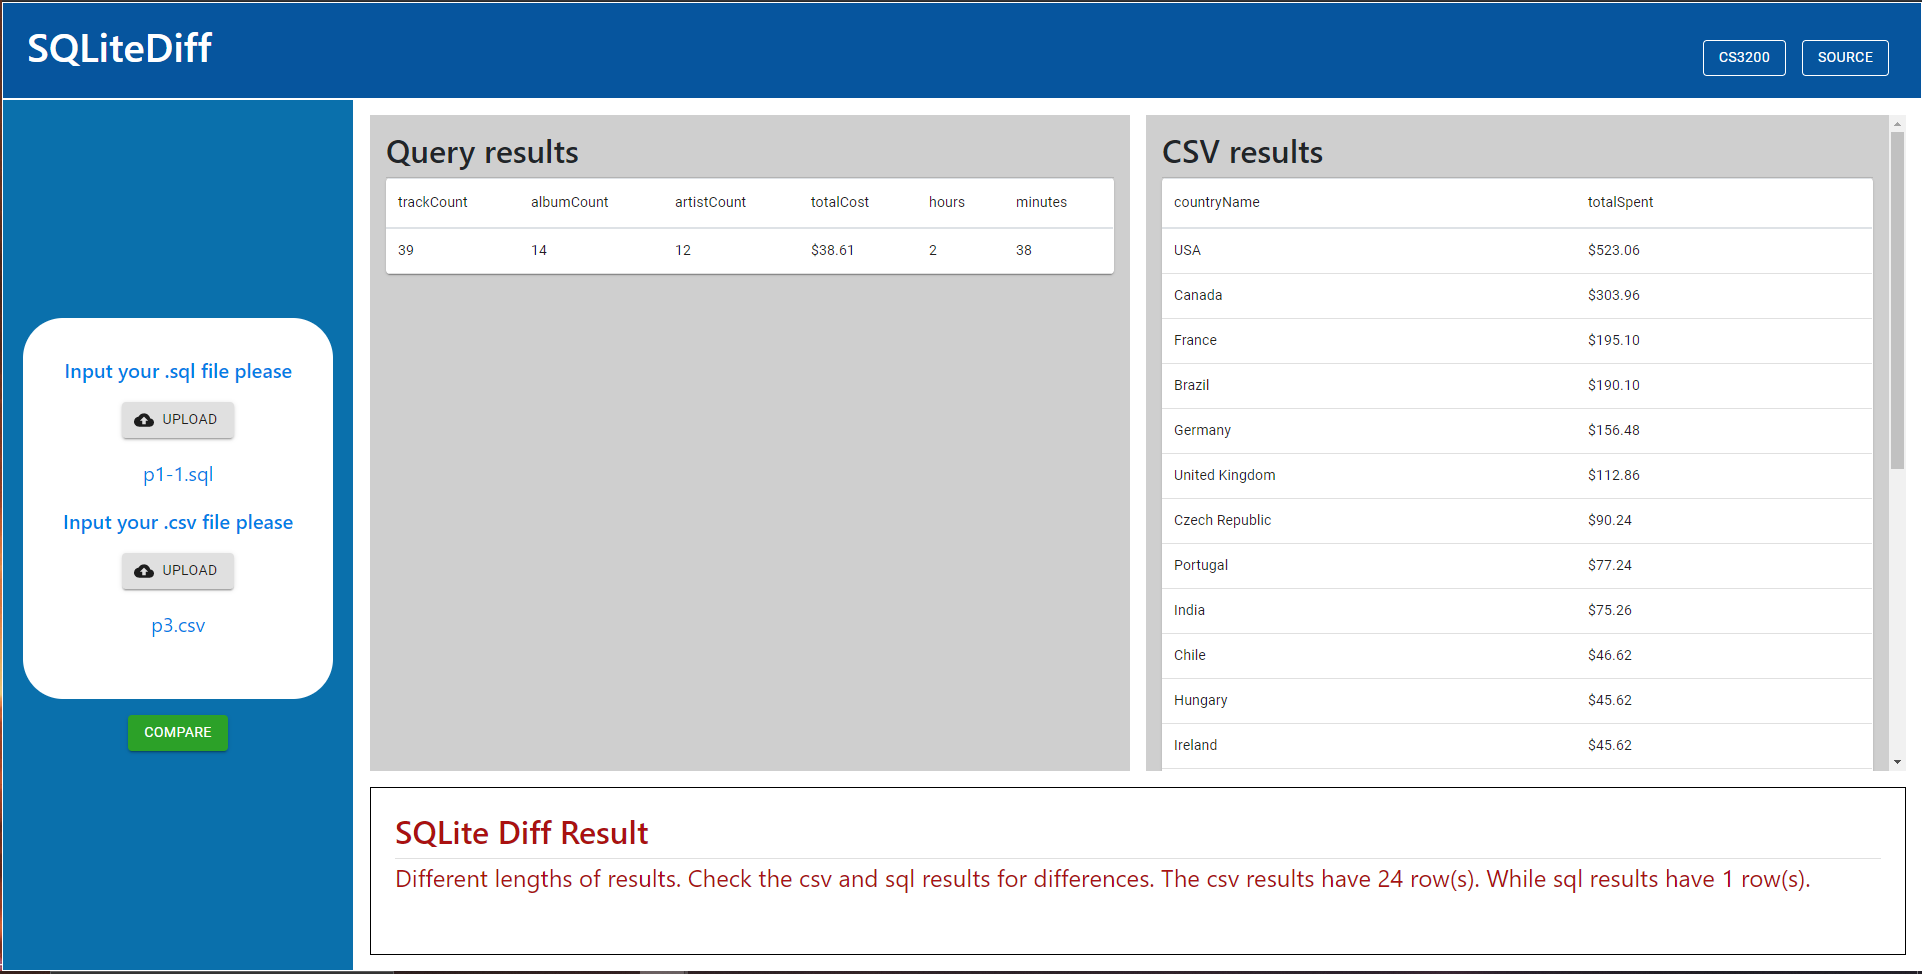 SQLiteDiff
CS3200 SOURCE
Input your .sql file please
UPLOAD
p1-1.sql
Input your .csv file please
UPLOAD
p3.csv
COMPARE
Query results
trackCount albumCount artistCount totalCost hours minutes
39 14 12 $38.61 2 38
CSV results
countryName totalSpent
USA $523.06
Canada $303.96
France $195.10
Brazil $190.10
Germany $156.48
United Kingdom $112.86
Czech Republic $90.24
Portugal $77.24
India $75.26
Chile $46.62
Hungary $45.62
Ireland $45.62
SQLite Diff Result
Different lengths of results. Check the csv and sql results for differences. The csv results have 24 row(s). While sql results have 1 row(s).